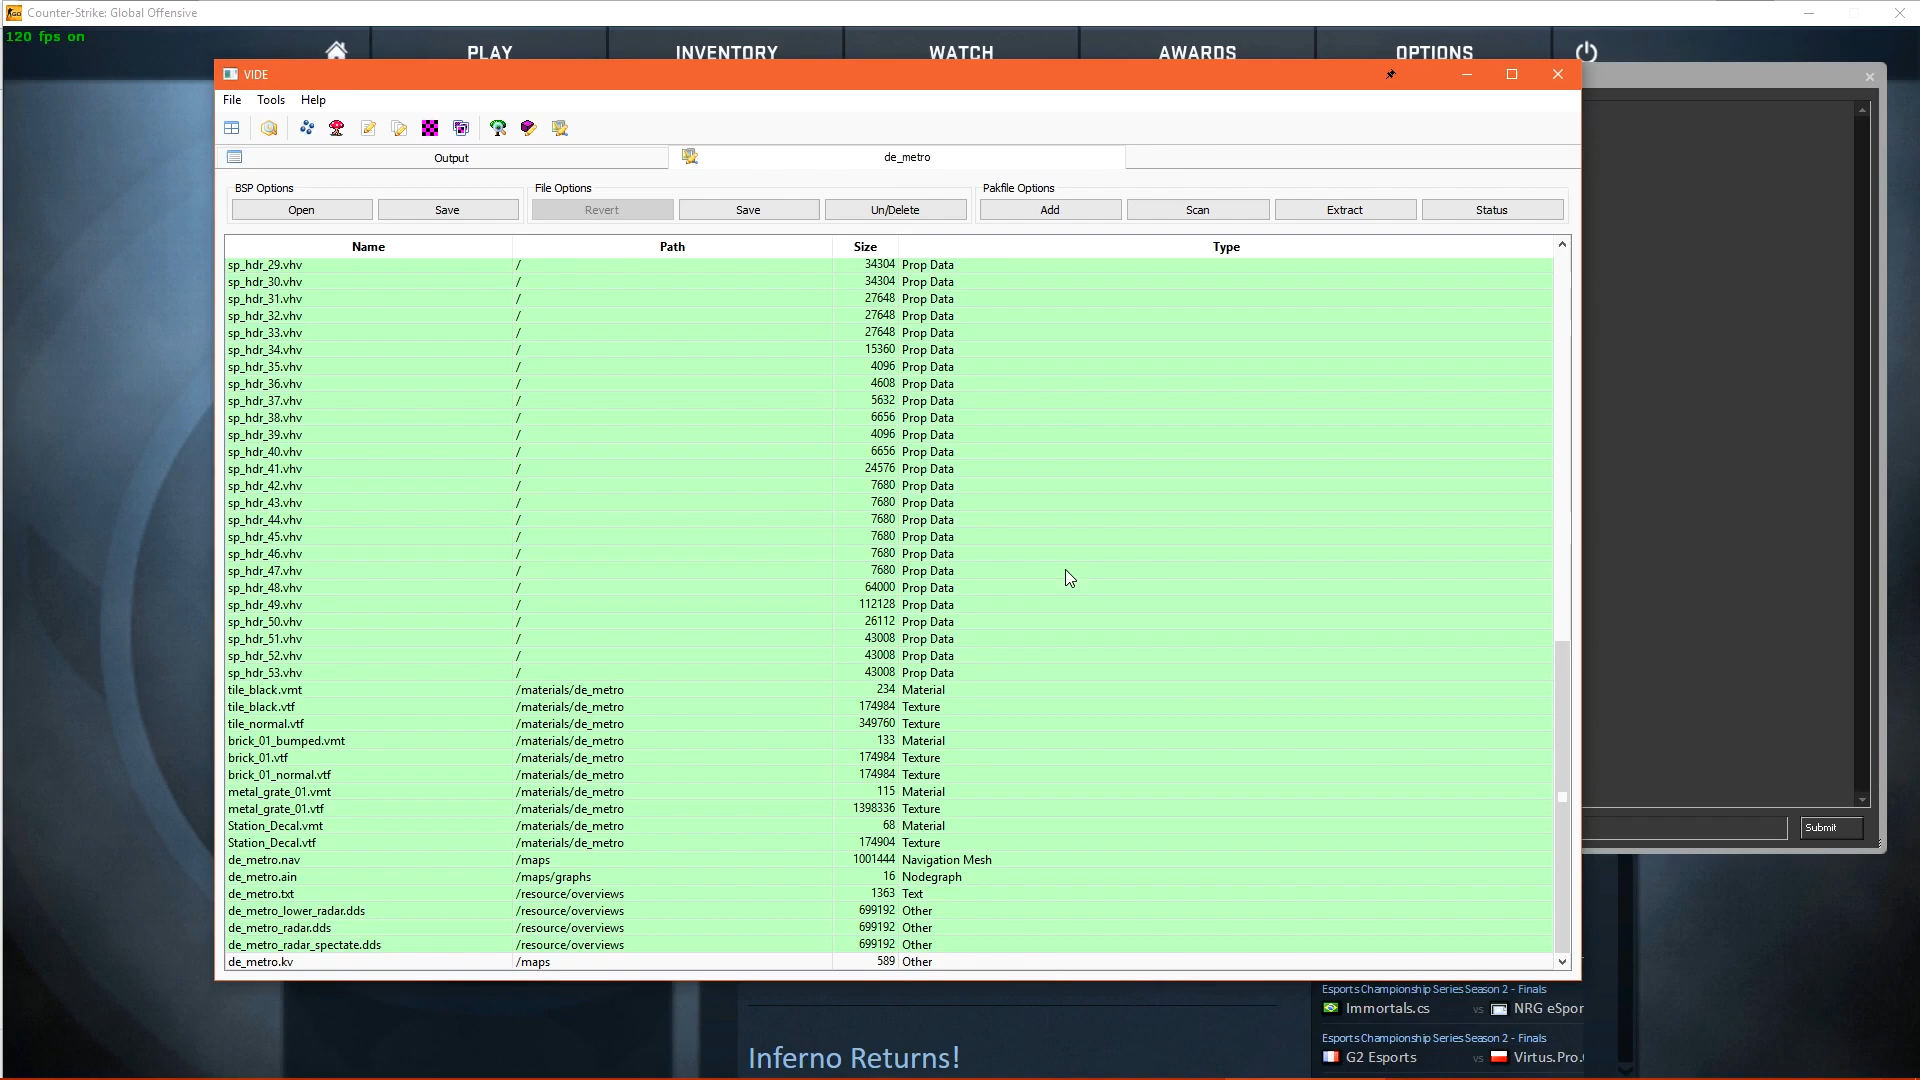 Counter-Strike: Global Offensive
120 fps on
PLAY INVENTORY WATCH AWARDS OPTIONS
VIDE
File Tools Help
Output de_metro
BSP Options File Options Pakfile Options
Open Save Revert Save Un/Delete Add Scan Extract Status
Name Path Size Type
sp_hdr_29.vhv / 34304 Prop Data
sp_hdr_30.vhv / 34304 Prop Data
sp_hdr_31.vhv / 27648 Prop Data
sp_hdr_32.vhv / 27648 Prop Data
sp_hdr_33.vhv / 27648 Prop Data
sp_hdr_34.vhv / 15360 Prop Data
sp_hdr_35.vhv / 4096 Prop Data
sp_hdr_36.vhv / 4608 Prop Data
sp_hdr_37.vhv / 5632 Prop Data
sp_hdr_38.vhv / 6656 Prop Data
sp_hdr_39.vhv / 4096 Prop Data
sp_hdr_40.vhv / 6656 Prop Data
sp_hdr_41.vhv / 24576 Prop Data
sp_hdr_42.vhv / 7680 Prop Data
sp_hdr_43.vhv / 7680 Prop Data
sp_hdr_44.vhv / 7680 Prop Data
sp_hdr_45.vhv / 7680 Prop Data
sp_hdr_46.vhv / 7680 Prop Data
sp_hdr_47.vhv / 7680 Prop Data
sp_hdr_48.vhv / 64000 Prop Data
sp_hdr_49.vhv / 112128 Prop Data
sp_hdr_50.vhv / 26112 Prop Data
sp_hdr_51.vhv / 43008 Prop Data
sp_hdr_52.vhv / 43008 Prop Data
sp_hdr_53.vhv / 43008 Prop Data
tile_black.vmt /materials/de_metro 234 Material
tile_black.vtf /materials/de_metro 174984 Texture
tile_normal.vtf /materials/de_metro 349760 Texture
brick_01_bumped.vmt /materials/de_metro 133 Material
brick_01.vtf /materials/de_metro 174984 Texture
brick_01_normal.vtf /materials/de_metro 174984 Texture
metal_grate_01.vmt /materials/de_metro 115 Material
metal_grate_01.vtf /materials/de_metro 1398336 Texture
Station_Decal.vmt /materials/de_metro 68 Material
Station_Decal.vtf /materials/de_metro 174904 Texture
de_metro.nav /maps 1001444 Navigation Mesh
de_metro.ain /maps/graphs 16 Nodegraph
de_metro.txt /resource/overviews 1363 Text
de_metro_lower_radar.dds /resource/overviews 699192 Other
de_metro_radar.dds /resource/overviews 699192 Other
de_metro_radar_spectate.dds /resource/overviews 699192 Other
de_metro.kv /maps 589 Other
Submit
Esports Championship Series Season 2 - Finals
Immortals.cs vs NRG eSpor
Esports Championship Series Season 2 - Finals
G2 Esports vs Virtus.Pro.
Inferno Returns!